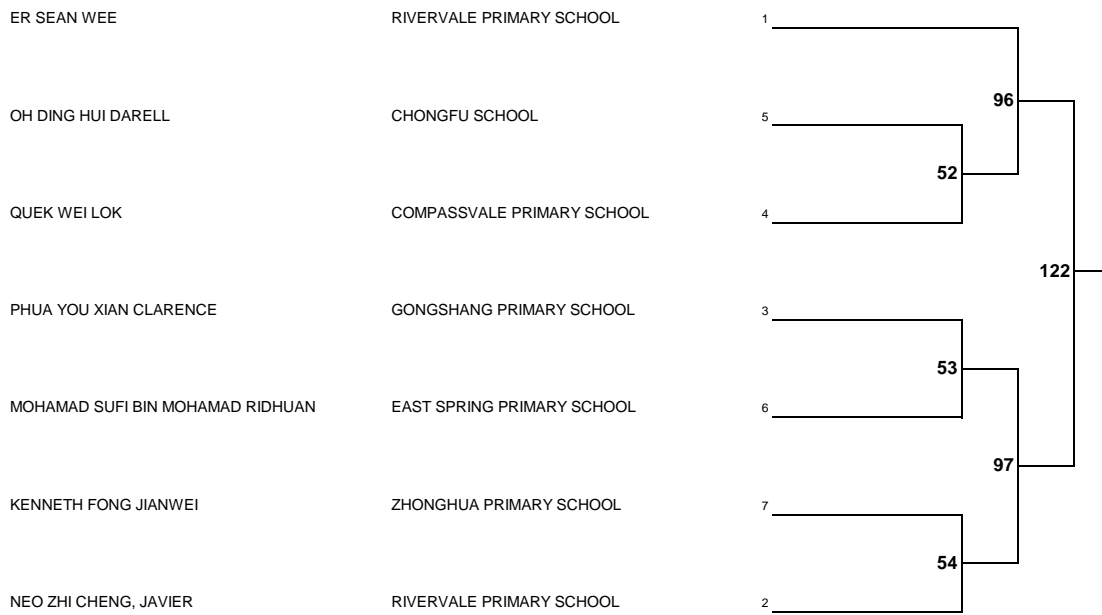 ER SEAN WEE RIVERVALE PRIMARY SCHOOL 1
96
OH DING HUI DARELL CHONGFU SCHOOL 5
52
QUEK WEI LOK COMPASSVALE PRIMARY SCHOOL 4
122
PHUA YOU XIAN CLARENCE GONGSHANG PRIMARY SCHOOL 3
53
MOHAMAD SUFI BIN MOHAMAD RIDHUAN EAST SPRING PRIMARY SCHOOL 6
97
KENNETH FONG JIANWEI ZHONGHUA PRIMARY SCHOOL 7
54
NEO ZHI CHENG, JAVIER RIVERVALE PRIMARY SCHOOL 2